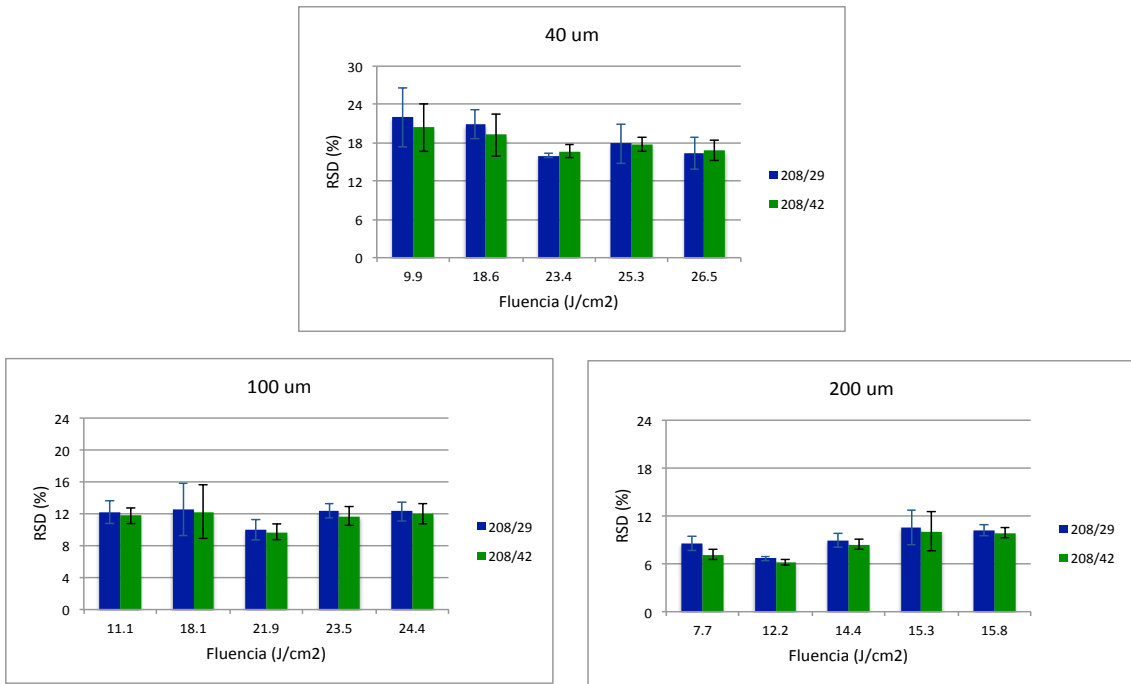 40 um
30
24
18
12
6
0
RSD (%)
9.9 18.6 23.4 25.3 26.5
Fluencia (J/cm2)
208/29
208/42
100 um
24
20
16
12
8
4
0
RSD (%)
11.1 18.1 21.9 23.5 24.4
Fluencia (J/cm2)
208/29
208/42
200 um
24
18
12
6
0
RSD (%)
7.7 12.2 14.4 15.3 15.8
Fluencia (J/cm2)
208/29
208/42